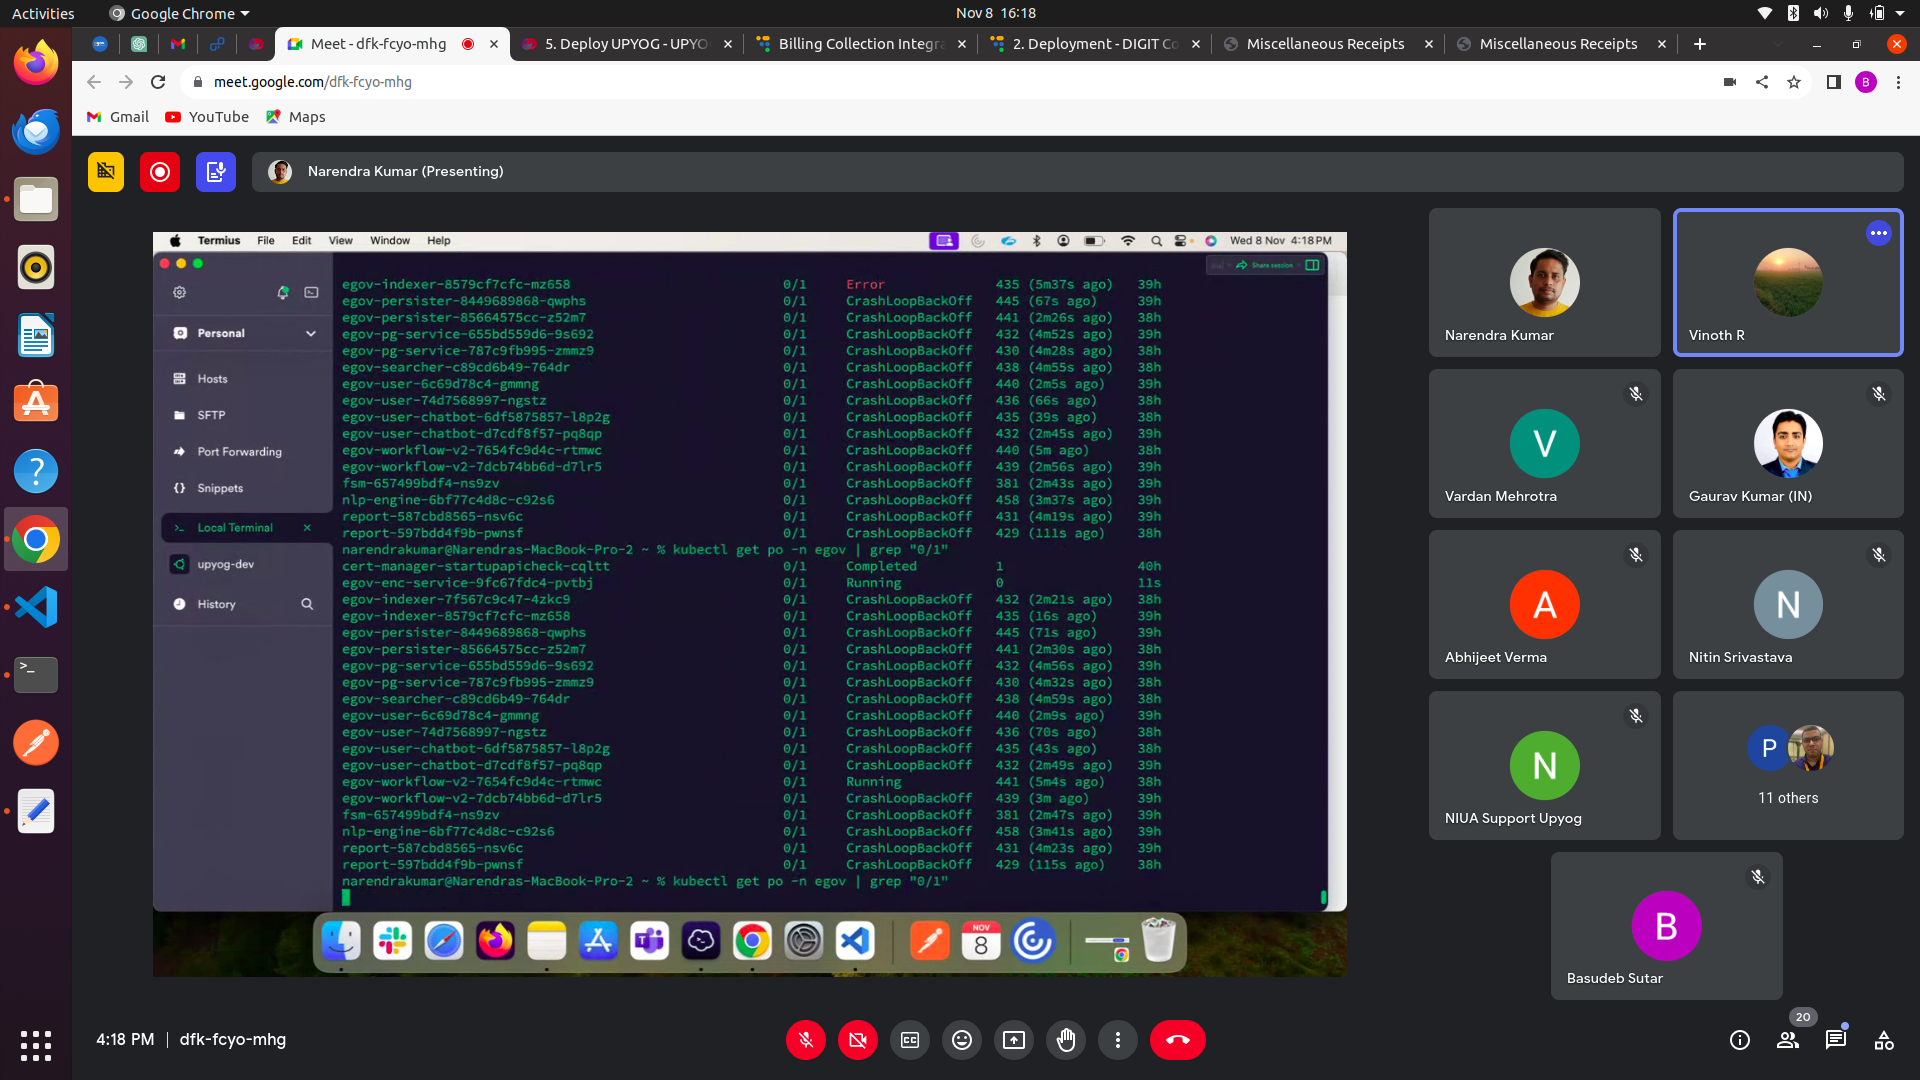 Activities
Google Chrome
Nov 8 16:18
Meet - dfk-fcyo-mhg
5. Deploy UPYOG - UPYO
Billing Collection Integra
2. Deployment - DIGIT Co
Miscellaneous Receipts
Miscellaneous Receipts
meet.google.com/dfk-fcyo-mhg
B
Gmail
YouTube
Maps
Narendra Kumar (Presenting)
Termius File Edit View Window Help
Wed 8 Nov 4:18 PM
Share session
Personal
Hosts
SFTP
Port Forwarding
Snippets
Local Terminal
upyog-dev
History
egov-indexer-8579cf7cfc-mz658 0/1 Error 435 (5m37s ago) 39h
egov-persister-8449689868-qwphs 0/1 CrashLoopBackOff 445 (67s ago) 39h
egov-persister-85664575cc-z52m7 0/1 CrashLoopBackOff 441 (2m26s ago) 38h
egov-pg-service-655bd559d6-9s692 0/1 CrashLoopBackOff 432 (4m52s ago) 39h
egov-pg-service-787c9fb995-zmmz9 0/1 CrashLoopBackOff 430 (4m28s ago) 38h
egov-searcher-c89cd6b49-764dr 0/1 CrashLoopBackOff 438 (4m55s ago) 38h
egov-user-6c69d78c4-gmmng 0/1 CrashLoopBackOff 440 (2m5s ago) 39h
egov-user-74d7568997-ngstz 0/1 CrashLoopBackOff 436 (66s ago) 38h
egov-user-chatbot-6df5875857-l8p2g 0/1 CrashLoopBackOff 435 (39s ago) 38h
egov-user-chatbot-d7cdf8f57-pq8qp 0/1 CrashLoopBackOff 432 (2m45s ago) 39h
egov-workflow-v2-7654fc9d4c-rtmwc 0/1 CrashLoopBackOff 440 (5m ago) 38h
egov-workflow-v2-7dcb74bb6d-d7lr5 0/1 CrashLoopBackOff 439 (2m56s ago) 39h
fsm-657499bdf4-ns9zv 0/1 CrashLoopBackOff 381 (2m43s ago) 39h
nlp-engine-6bf77c4d8c-c92s6 0/1 CrashLoopBackOff 458 (3m37s ago) 39h
report-587cbd8565-nsv6c 0/1 CrashLoopBackOff 431 (4m19s ago) 39h
report-597bdd4f9b-pwnsf 0/1 CrashLoopBackOff 429 (111s ago) 38h
narendrakumar@Narendras-MacBook-Pro-2 ~ % kubectl get po -n egov | grep "0/1"
cert-manager-startupapicheck-cqltt 0/1 Completed 1 40h
egov-enc-service-9fc67fdc4-pvtbj 0/1 Running 0 11s
egov-indexer-7f567c9c47-4zkc9 0/1 CrashLoopBackOff 432 (2m21s ago) 38h
egov-indexer-8579cf7cfc-mz658 0/1 CrashLoopBackOff 435 (16s ago) 39h
egov-persister-8449689868-qwphs 0/1 CrashLoopBackOff 445 (71s ago) 39h
egov-persister-85664575cc-z52m7 0/1 CrashLoopBackOff 441 (2m30s ago) 38h
egov-pg-service-655bd559d6-9s692 0/1 CrashLoopBackOff 432 (4m56s ago) 39h
egov-pg-service-787c9fb995-zmmz9 0/1 CrashLoopBackOff 430 (4m32s ago) 38h
egov-searcher-c89cd6b49-764dr 0/1 CrashLoopBackOff 438 (4m59s ago) 38h
egov-user-6c69d78c4-gmmng 0/1 CrashLoopBackOff 440 (2m9s ago) 39h
egov-user-74d7568997-ngstz 0/1 CrashLoopBackOff 436 (70s ago) 38h
egov-user-chatbot-6df5875857-l8p2g 0/1 CrashLoopBackOff 435 (43s ago) 38h
egov-user-chatbot-d7cdf8f57-pq8qp 0/1 CrashLoopBackOff 432 (2m49s ago) 39h
egov-workflow-v2-7654fc9d4c-rtmwc 0/1 Running 441 (5m4s ago) 38h
egov-workflow-v2-7dcb74bb6d-d7lr5 0/1 CrashLoopBackOff 439 (3m ago) 39h
fsm-657499bdf4-ns9zv 0/1 CrashLoopBackOff 381 (2m47s ago) 39h
nlp-engine-6bf77c4d8c-c92s6 0/1 CrashLoopBackOff 458 (3m41s ago) 39h
report-587cbd8565-nsv6c 0/1 CrashLoopBackOff 431 (4m23s ago) 39h
report-597bdd4f9b-pwnsf 0/1 CrashLoopBackOff 429 (115s ago) 38h
narendrakumar@Narendras-MacBook-Pro-2 ~ % kubectl get po -n egov | grep "0/1"
NOV
8
Narendra Kumar
Vinoth R
V
Vardan Mehrotra
Gaurav Kumar (IN)
A
Abhijeet Verma
N
Nitin Srivastava
N
NIUA Support Upyog
P
11 others
B
Basudeb Sutar
4:18 PM | dfk-fcyo-mhg
20